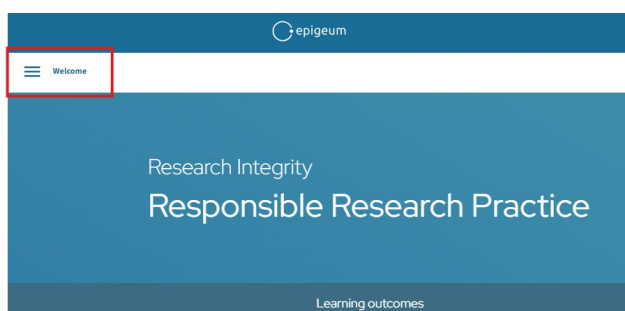 epigeum
Welcome
Research Integrity
Responsible Research Practice
Learning outcomes